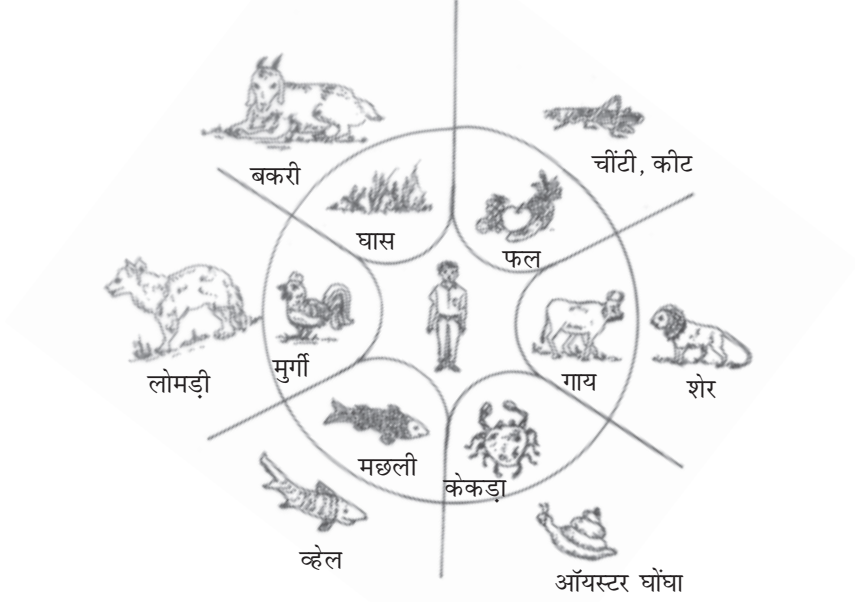 चींटी, कीट
बकरी
घास
फल
मुर्गी
गाय
लोमड़ी
शेर
मछली
केकड़ा
व्हेल
ऑयस्टर घोंघा